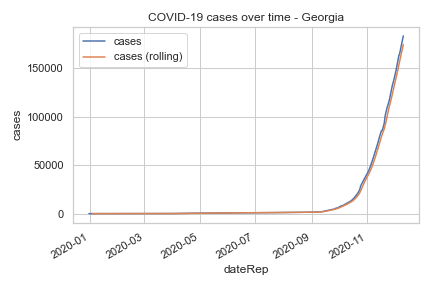 COVID-19 cases over time - Georgia
cases
cases (rolling)
150000
100000
50000
0
cases
2020-01
2020-03
2020-05
2020-07
2020-09
2020-11
dateRep